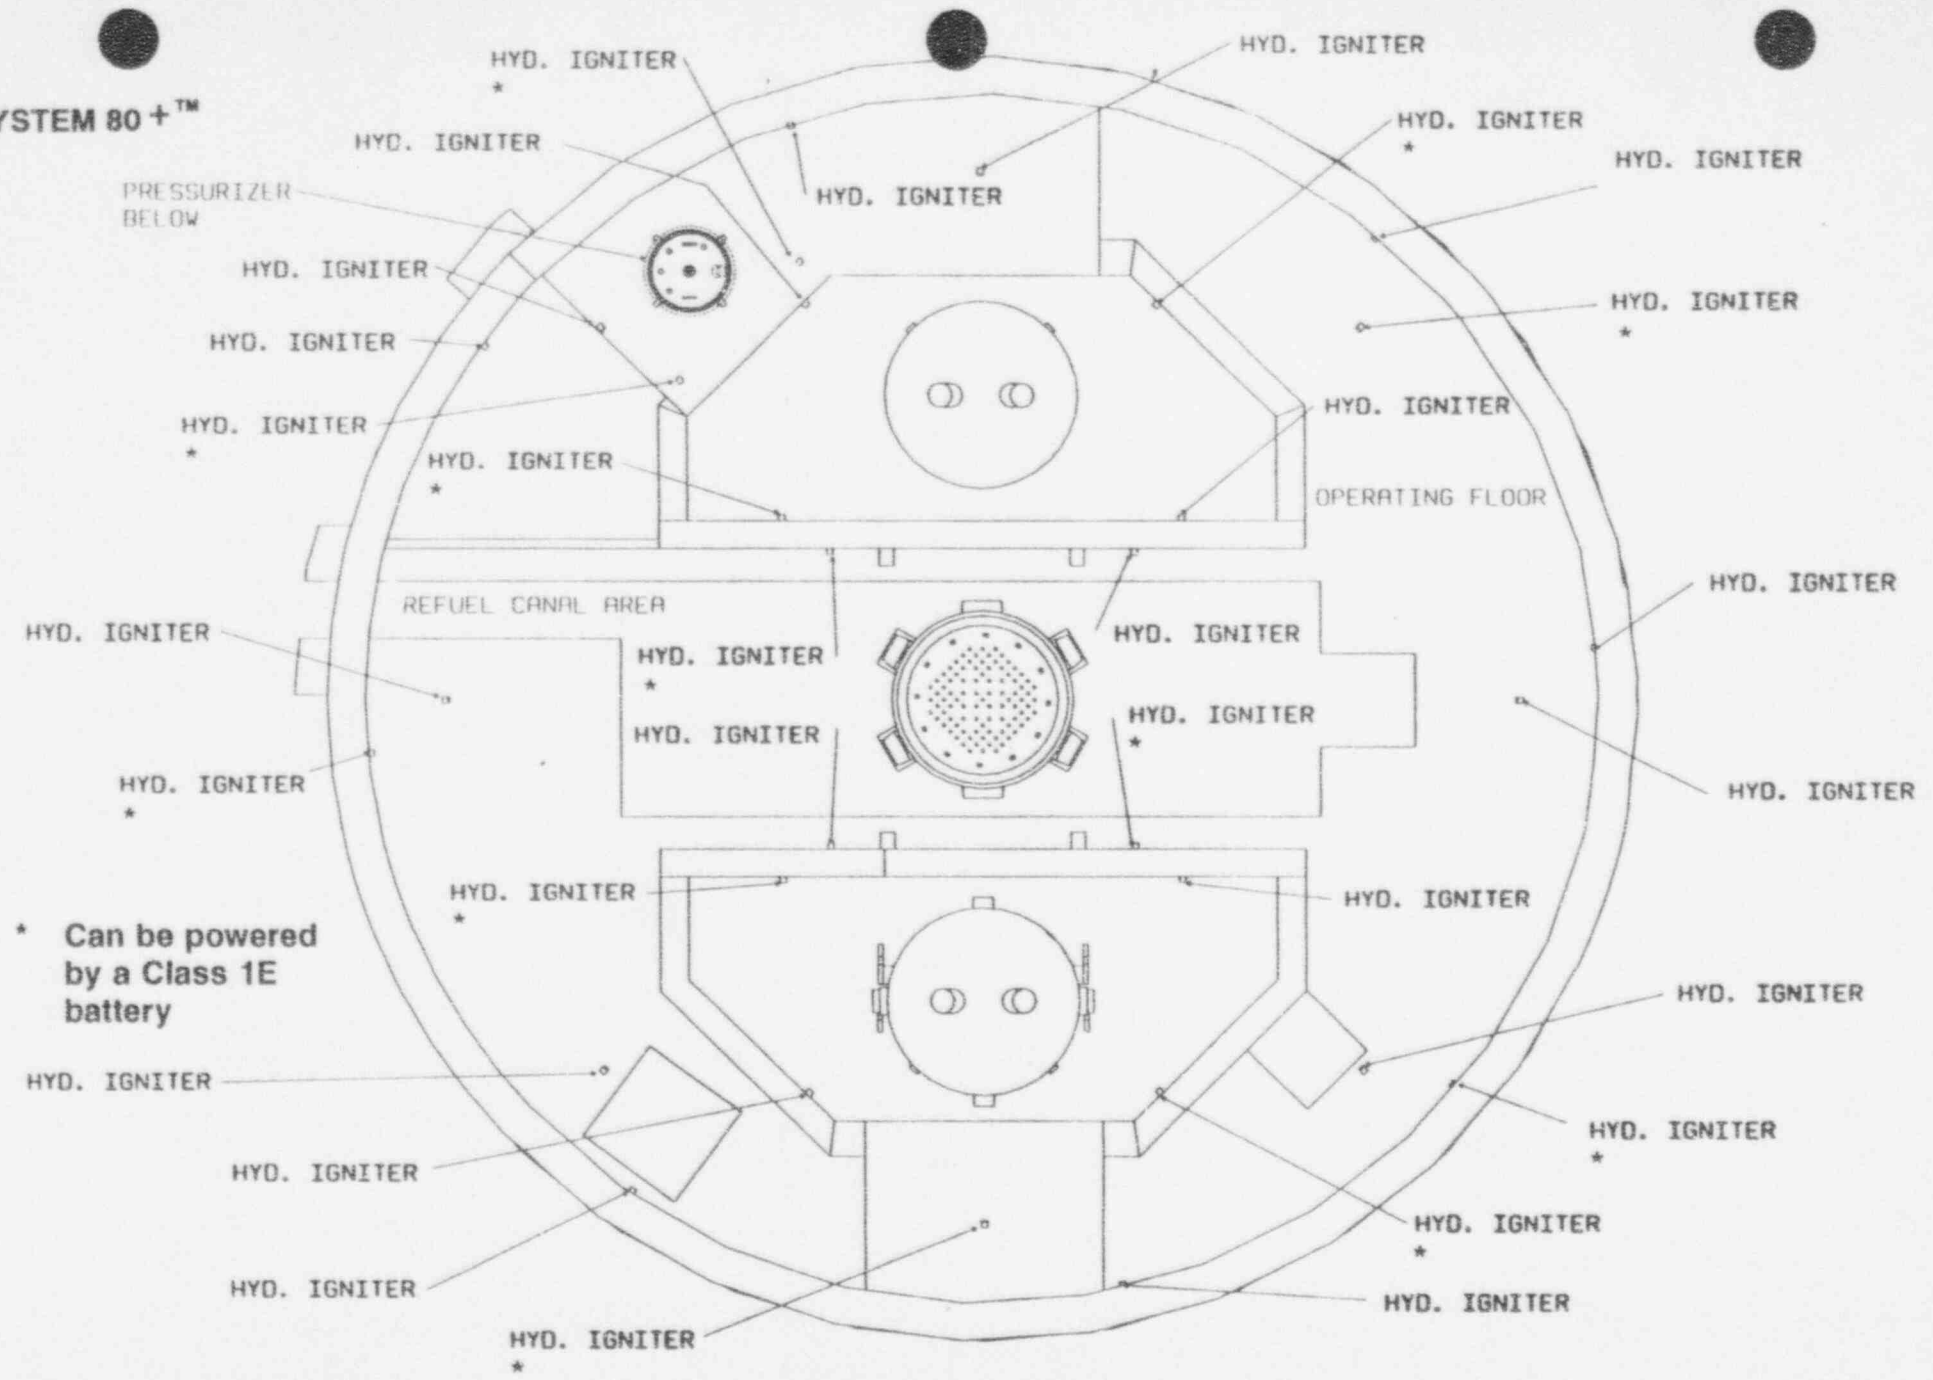 HYD. IGNITER
HYD. IGNITER
*
YSTEM 80+™
HYD. IGNITER
*
HYD. IGNITER
HYD. IGNITER
PRESSURIZER
BELOW
HYD. IGNITER
HYD. IGNITER
HYD. IGNITER
*
HYD. IGNITER
HYD. IGNITER
HYD. IGNITER
*
HYD. IGNITER
*
OPERATING FLOOR
HYD. IGNITER
REFUEL CANAL AREA
HYD. IGNITER
HYD. IGNITER
HYD. IGNITER
*
HYD. IGNITER
*
HYD. IGNITER
HYD. IGNITER
*
HYD. IGNITER
HYD. IGNITER
*
HYD. IGNITER
* Can be powered
by a Class 1E
battery
HYD. IGNITER
HYD. IGNITER
HYD. IGNITER
*
HYD. IGNITER
HYD. IGNITER
*
HYD. IGNITER
HYD. IGNITER
HYD. IGNITER
*